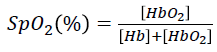 SpO₂(%) = [HbO₂] / [Hb]+[HbO₂]